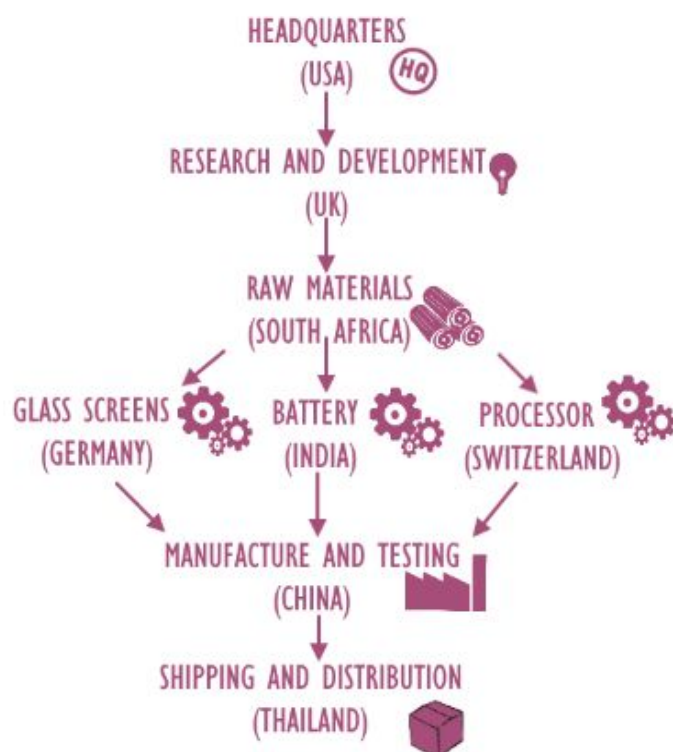 HEADQUARTERS
(USA)
HQ
RESEARCH AND DEVELOPMENT
(UK)
RAW MATERIALS
(SOUTH AFRICA)
GLASS SCREENS
(GERMANY)
BATTERY
(INDIA)
PROCESSOR
(SWITZERLAND)
MANUFACTURE AND TESTING
(CHINA)
SHIPPING AND DISTRIBUTION
(THAILAND)